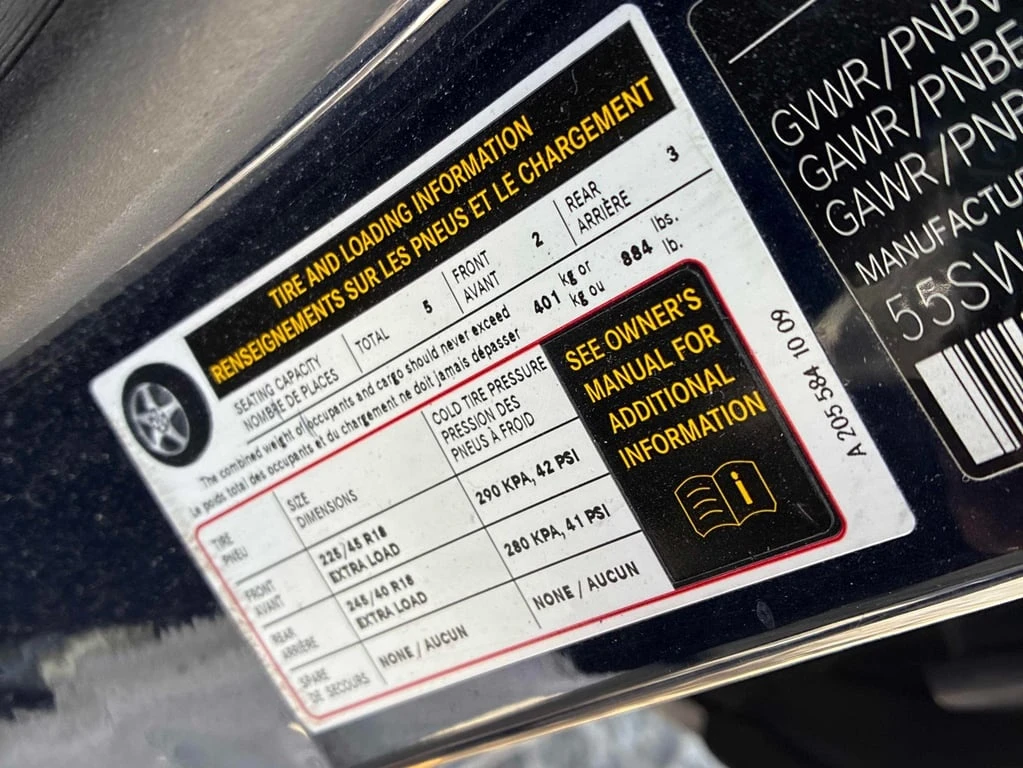 TIRE AND LOADING INFORMATION
RENSEIGNEMENTS SUR LES PNEUS ET LE CHARGEMENT
SEATING CAPACITY
NOMBRE DE PLACES
TOTAL 5
FRONT
AVANT
2
REAR
ARRIÈRE
3
The combined weight of occupants and cargo should never exceed 401 kg or 884 lbs.
Le poids total des occupants et du chargement ne doit jamais dépasser kg ou lb.
TIRE
PNEU
SIZE
DIMENSIONS
COLD TIRE PRESSURE
PRESSION DES
PNEUS À FROID
FRONT
AVANT
225/45 R18
EXTRA LOAD
290 KPA, 42 PSI
REAR
ARRIÈRE
245/40 R18
EXTRA LOAD
280 KPA, 41 PSI
SPARE
DE SECOURS
NONE / AUCUN
NONE / AUCUN
SEE OWNER'S
MANUAL FOR
ADDITIONAL
INFORMATION
i
A 205 584 10 09
GVWR/PNBV
GAWR/PNBE
GAWR/PNB
MANUFACTU
55SW